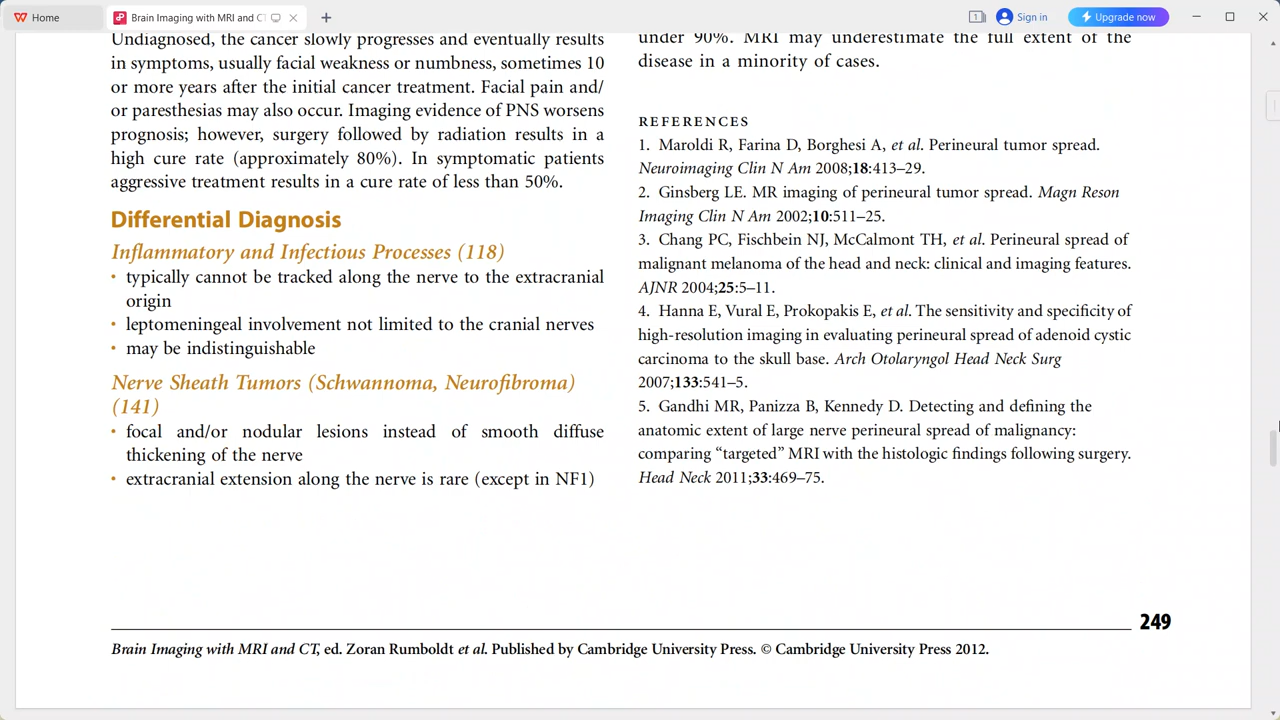 Home
Brain Imaging with MRI and C
1
Sign in
Upgrade now
Undiagnosed, the cancer slowly progresses and eventually results
in symptoms, usually facial weakness or numbness, sometimes 10
or more years after the initial cancer treatment. Facial pain and/
or paresthesias may also occur. Imaging evidence of PNS worsens
prognosis; however, surgery followed by radiation results in a
high cure rate (approximately 80%). In symptomatic patients
aggressive treatment results in a cure rate of less than 50%.
Differential Diagnosis
Inflammatory and Infectious Processes (118)
• typically cannot be tracked along the nerve to the extracranial
origin
• leptomeningeal involvement not limited to the cranial nerves
• may be indistinguishable
Nerve Sheath Tumors (Schwannoma, Neurofibroma)
(141)
• focal and/or nodular lesions instead of smooth diffuse
thickening of the nerve
• extracranial extension along the nerve is rare (except in NF1)
under 90%. MRI may underestimate the full extent of the
disease in a minority of cases.
REFERENCES
1. Maroldi R, Farina D, Borghesi A, et al. Perineural tumor spread.
Neuroimaging Clin N Am 2008;18:413–29.
2. Ginsberg LE. MR imaging of perineural tumor spread. Magn Reson
Imaging Clin N Am 2002;10:511–25.
3. Chang PC, Fischbein NJ, McCalmont TH, et al. Perineural spread of
malignant melanoma of the head and neck: clinical and imaging features.
AJNR 2004;25:5–11.
4. Hanna E, Vural E, Prokopakis E, et al. The sensitivity and specificity of
high-resolution imaging in evaluating perineural spread of adenoid cystic
carcinoma to the skull base. Arch Otolaryngol Head Neck Surg
2007;133:541–5.
5. Gandhi MR, Panizza B, Kennedy D. Detecting and defining the
anatomic extent of large nerve perineural spread of malignancy:
comparing “targeted” MRI with the histologic findings following surgery.
Head Neck 2011;33:469–75.
249
Brain Imaging with MRI and CT, ed. Zoran Rumboldt et al. Published by Cambridge University Press. © Cambridge University Press 2012.